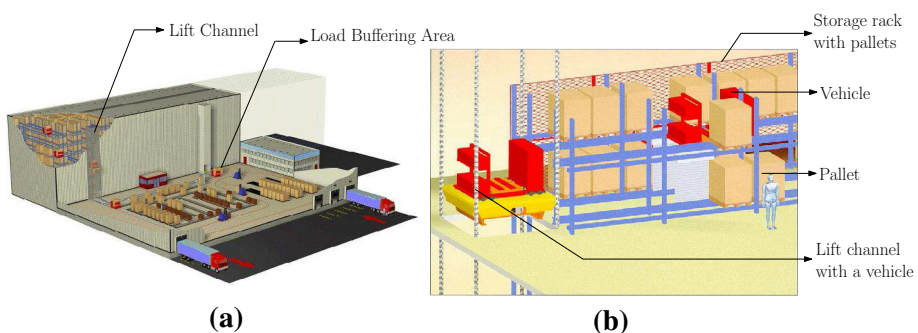 Lift Channel
Load Buffering Area
Storage rack
with pallets
Vehicle
Pallet
Lift channel
with a vehicle
(a)
(b)